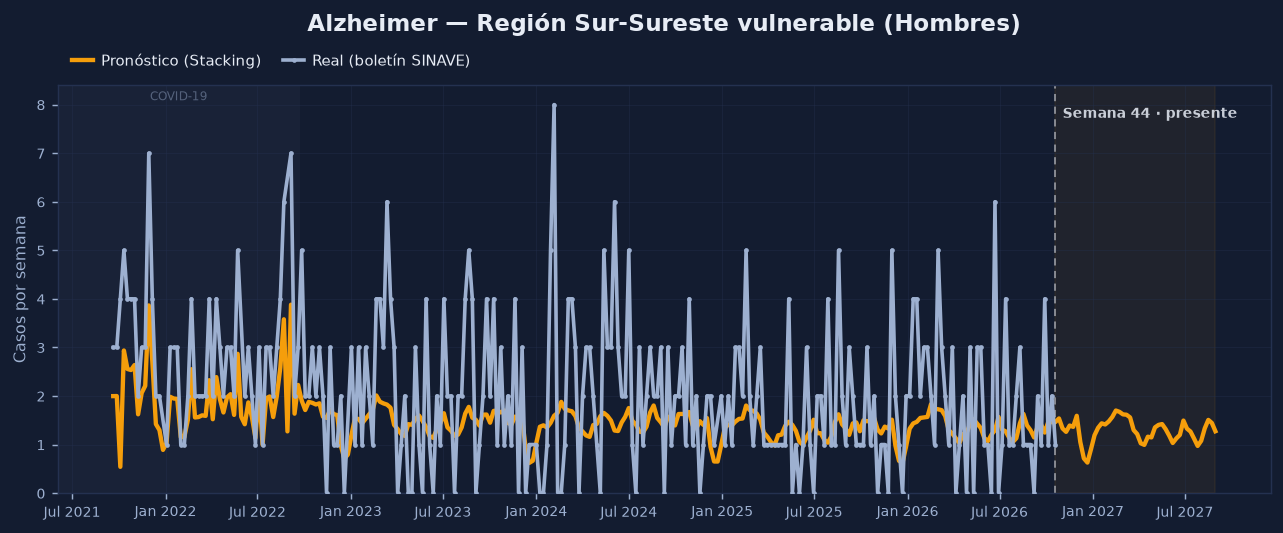 Alzheimer — Región Sur-Sureste vulnerable (Hombres)
Pronóstico (Stacking)
Real (boletín SINAVE)
COVID-19
Semana 44 · presente
Casos por semana
8
7
6
5
4
3
2
1
0
Jul 2021
Jan 2022
Jul 2022
Jan 2023
Jul 2023
Jan 2024
Jul 2024
Jan 2025
Jul 2025
Jan 2026
Jul 2026
Jan 2027
Jul 2027